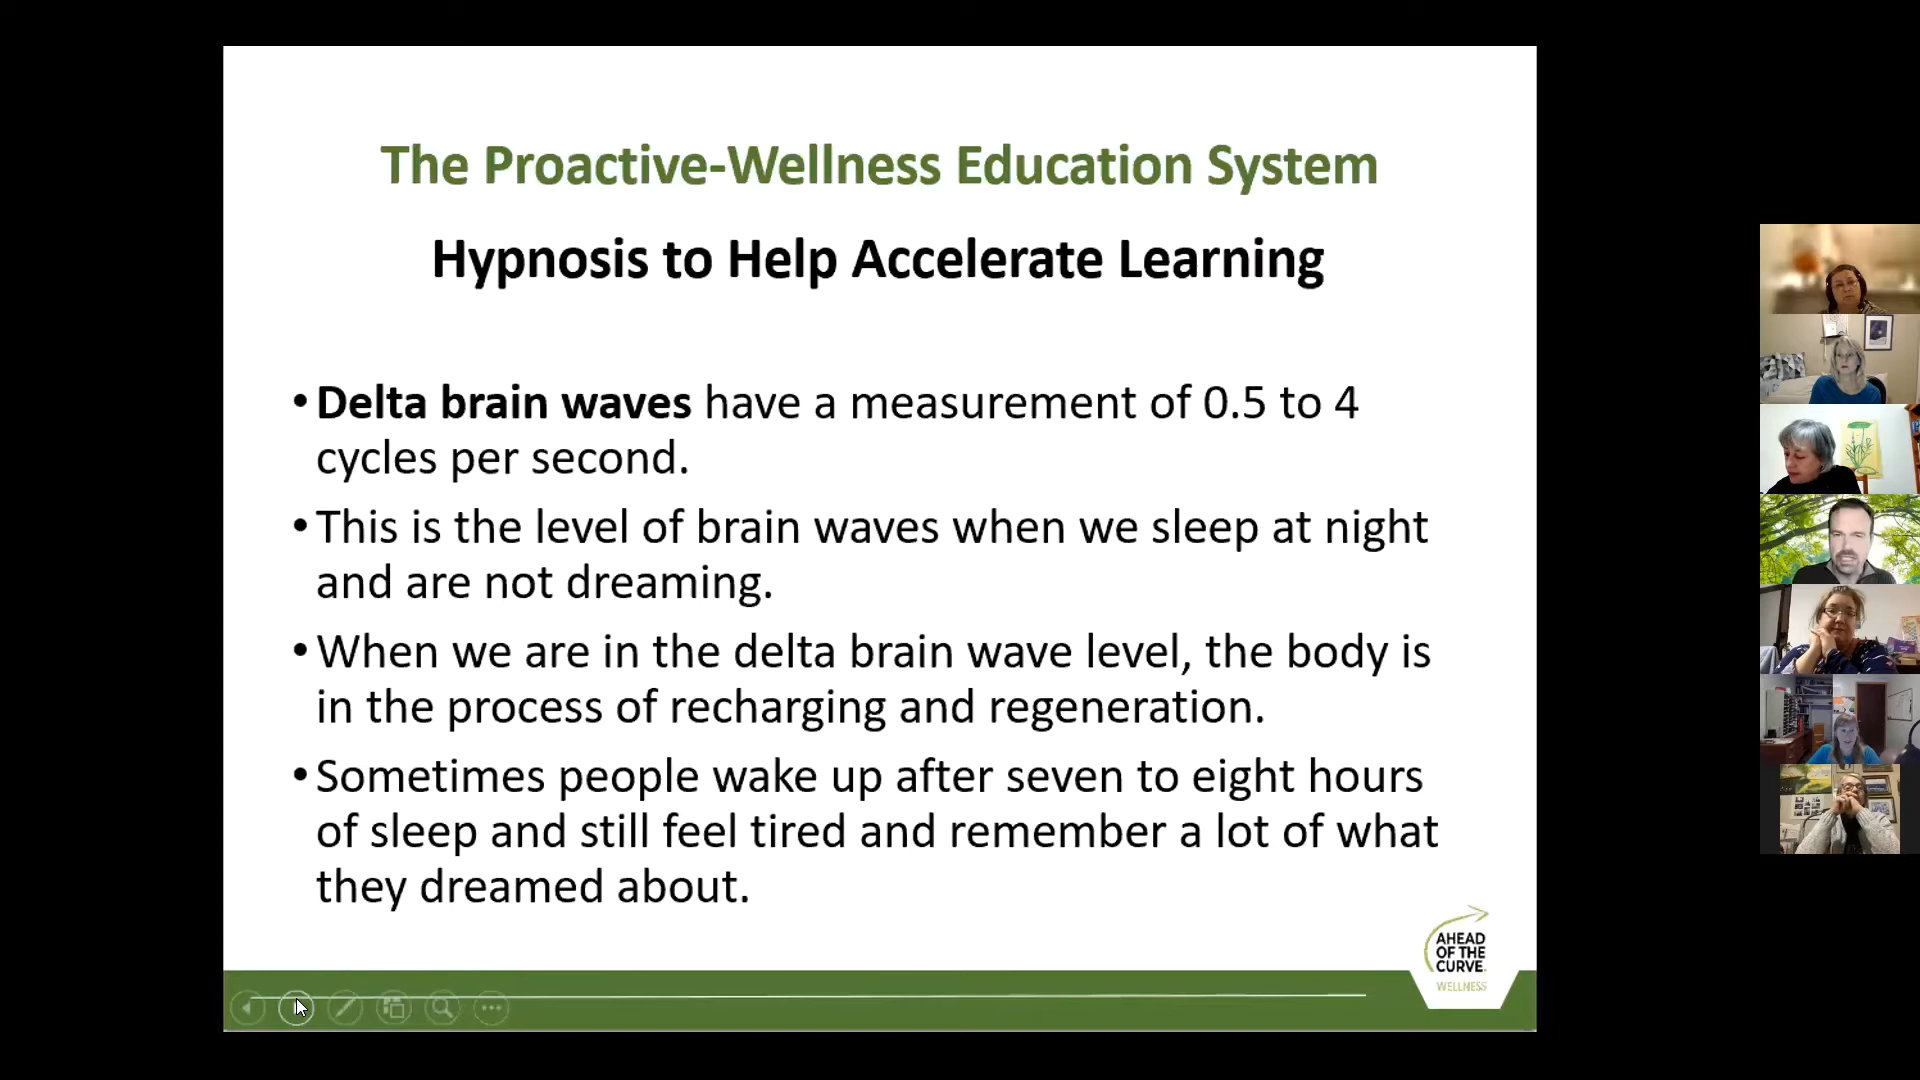 The Proactive-Wellness Education System
Hypnosis to Help Accelerate Learning
• Delta brain waves have a measurement of 0.5 to 4
cycles per second.
• This is the level of brain waves when we sleep at night
and are not dreaming.
• When we are in the delta brain wave level, the body is
in the process of recharging and regeneration.
• Sometimes people wake up after seven to eight hours
of sleep and still feel tired and remember a lot of what
they dreamed about.
AHEAD
OF THE
CURVE.
WELLNESS